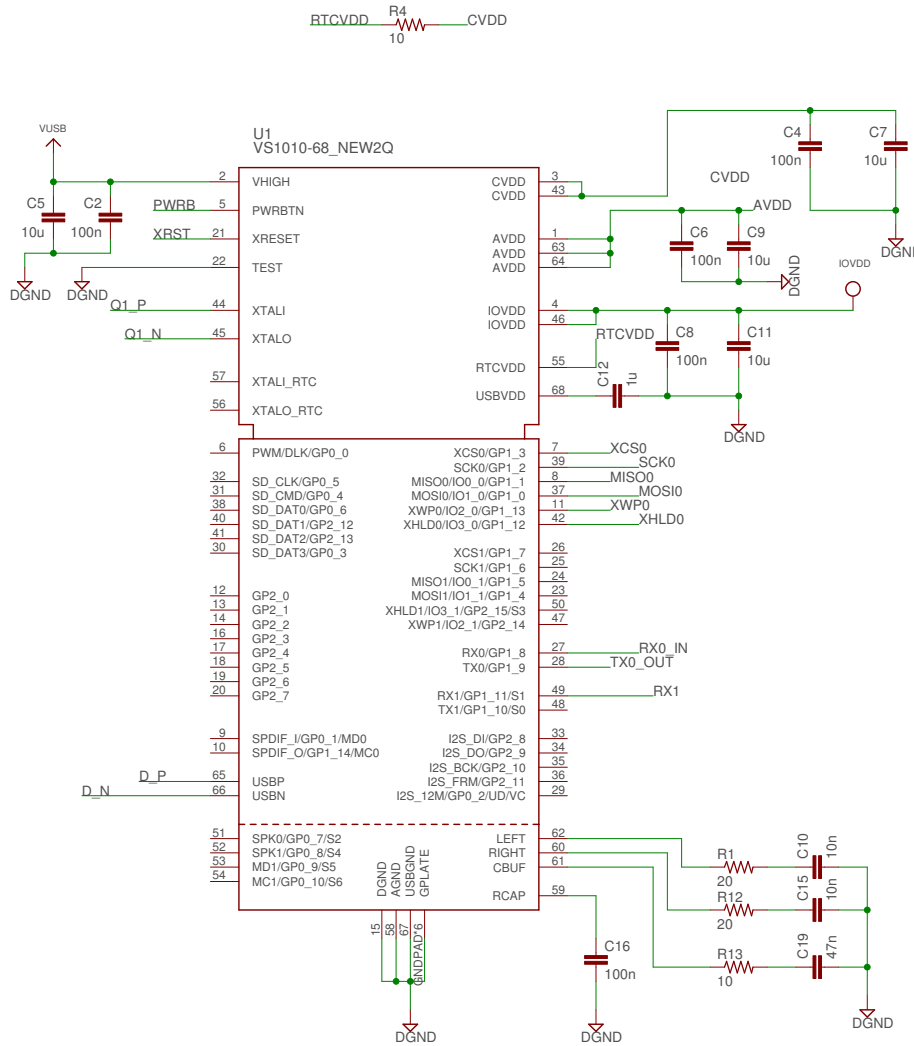 RTCVDD R4 CVDD
10
VUSB
C5 C2
10u 100n
DGND DGND
U1
VS1010-68_NEW2Q
C4 C7
100n 10u
CVDD
DGND
AVDD
C6 C9
100n 10u
DGND
IOVDD
RTCVDD C8 C11
100n 10u
C12
1u
DGND
PWRB
XRST
Q1_P
Q1_N
2 VHIGH
5 PWRBTN
21 XRESET
22 TEST
44 XTALI
45 XTALO
57 XTALI_RTC
56 XTALO_RTC
CVDD 3
CVDD 43
AVDD 1
AVDD 63
AVDD 64
IOVDD 4
IOVDD 46
RTCVDD 55
USBVDD 68
6 PWM/DLK/GP0_0
32 SD_CLK/GP0_5
31 SD_CMD/GP0_4
38 SD_DAT0/GP0_6
40 SD_DAT1/GP2_12
41 SD_DAT2/GP2_13
30 SD_DAT3/GP0_3
12 GP2_0
13 GP2_1
14 GP2_2
16 GP2_3
17 GP2_4
18 GP2_5
19 GP2_6
20 GP2_7
9 SPDIF_I/GP0_1/MD0
10 SPDIF_O/GP1_14/MC0
D_P 65 USBP
D_N 66 USBN
51 SPK0/GP0_7/S2
52 SPK1/GP0_8/S4
53 MD1/GP0_9/S5
54 MC1/GP0_10/S6
XCS0/GP1_3 7 XCS0
SCK0/GP1_2 39 SCK0
MISO0/IO0_0/GP1_1 8 MISO0
MOSI0/IO1_0/GP1_0 37 MOSI0
XWP0/IO2_0/GP1_13 11 XWP0
XHLD0/IO3_0/GP1_12 42 XHLD0
XCS1/GP1_7 26
SCK1/GP1_6 25
MISO1/IO0_1/GP1_5 24
MOSI1/IO1_1/GP1_4 23
XHLD1/IO3_1/GP2_15/S3 50
XWP1/IO2_1/GP2_14 47
RX0/GP1_8 27 RX0_IN
TX0/GP1_9 28 TX0_OUT
RX1/GP1_11/S1 49 RX1
TX1/GP1_10/S0 48
I2S_DI/GP2_8 33
I2S_DO/GP2_9 34
I2S_BCK/GP2_10 35
I2S_FRM/GP2_11 36
I2S_12M/GP0_2/UD/VC 29
LEFT 62
RIGHT 60
CBUF 61
RCAP 59
DGND 15
AGND 58
USBGND 67
GPLATE GNDPAD*6
DGND
C16
100n
DGND
R1 C10
20 10n
R12 C15
20 10n
R13 C19
10 47n
DGND